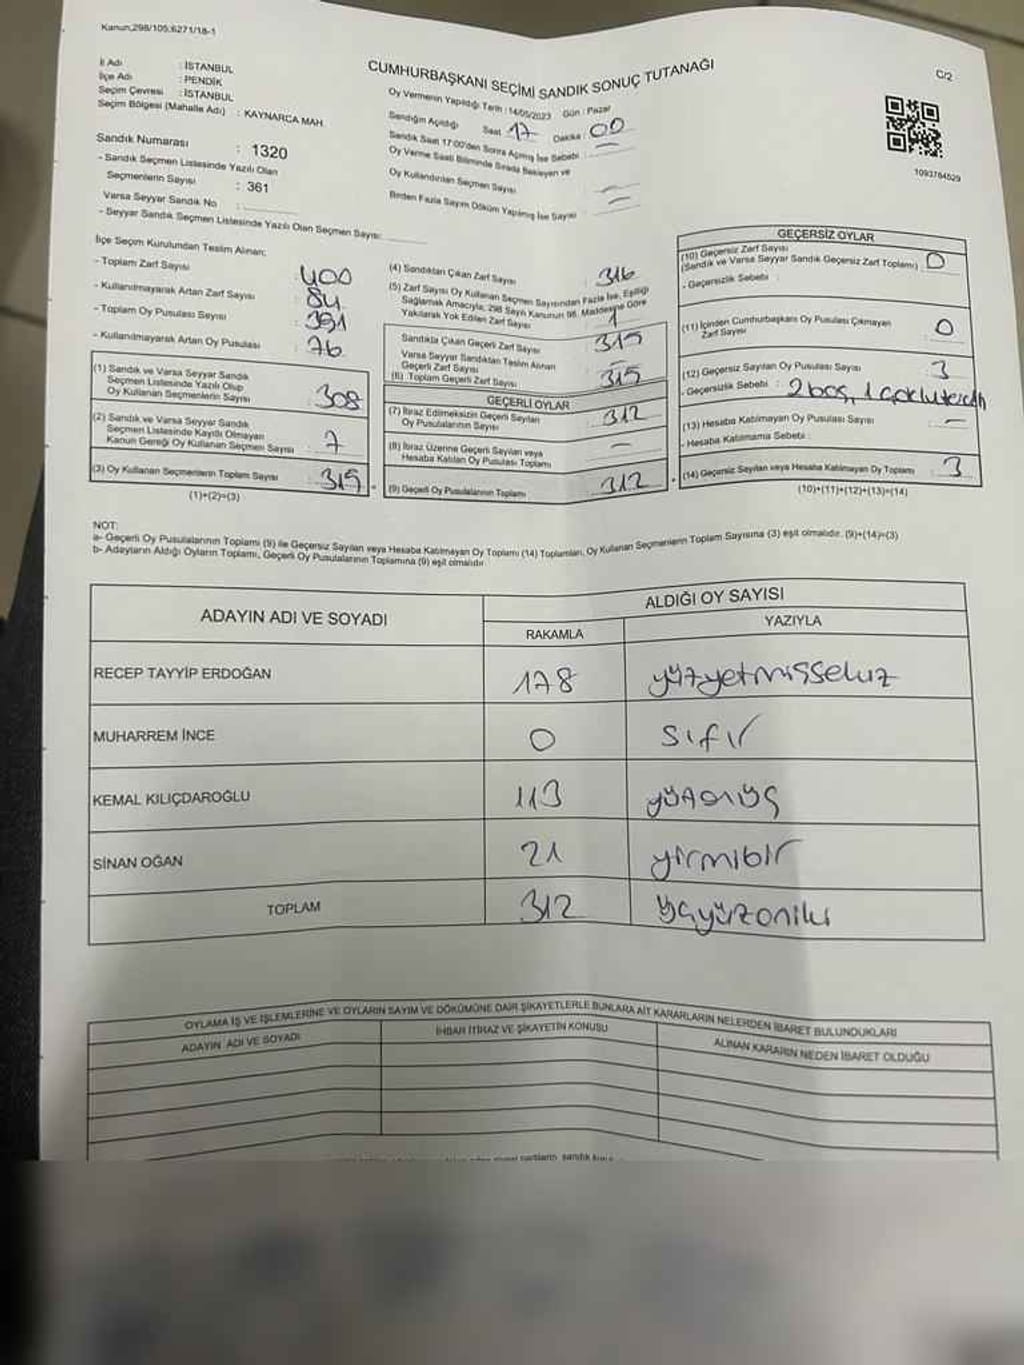 Kanun;298/105;6271/18-1
C/2
CUMHURBAŞKANI SEÇİMİ SANDIK SONUÇ TUTANAĞI
İl Adı : İSTANBUL
İlçe Adı : PENDİK
Seçim Çevresi : İSTANBUL
Seçim Bölgesi (Mahalle Adı) : KAYNARCA MAH.
Sandık Numarası : 1320
- Sandık Seçmen Listesinde Yazılı Olan
Seçmenlerin Sayısı : 361
Varsa Seyyar Sandık No :
- Seyyar Sandık Seçmen Listesinde Yazılı Olan Seçmen Sayısı:
Oy Vermenin Yapıldığı Tarih : 14/05/2023 Gün : Pazar
Sandığın Açıldığı Saat 17 Dakika : 00
Sandık Saat 17:00'den Sonra Açılmış İse Sebebi :
Oy Verme Saati Bitiminde Sırada Bekleyen ve
Oy Kullandırılan Seçmen Sayısı
Birden Fazla Sayım Döküm Yapılmış İse Sayısı
1093784529
İlçe Seçim Kurulundan Teslim Alınan:
- Toplam Zarf Sayısı : 400
- Kullanılmayarak Artan Zarf Sayısı : 84
- Toplam Oy Pusulası Sayısı : 391
- Kullanılmayarak Artan Oy Pusulası : 76
(1) Sandık ve Varsa Seyyar Sandık
Seçmen Listesinde Yazılı Olup
Oy Kullanan Seçmenlerin Sayısı : 308
(2) Sandık ve Varsa Seyyar Sandık
Seçmen Listesinde Kayıtlı Olmayan
Kanun Gereği Oy Kullanan Seçmen Sayısı : 7
(3) Oy Kullanan Seçmenlerin Toplam Sayısı : 315
(1)+(2)=(3)
(4) Sandıktan Çıkan Zarf Sayısı : 316
(5) Zarf Sayısı Oy Kullanan Seçmen Sayısından Fazla İse, Eşitliği
Sağlamak Amacıyla, 298 Sayılı Kanunun 98. Maddesine Göre
Yakılarak Yok Edilen Zarf Sayısı : 1
Sandıkta Çıkan Geçerli Zarf Sayısı : 315
Varsa Seyyar Sandıktan Teslim Alınan
Geçerli Zarf Sayısı
(6) Toplam Geçerli Zarf Sayısı : 315
GEÇERLİ OYLAR
(7) İtiraz Edilmeksizin Geçerli Sayılan
Oy Pusulalarının Sayısı : 312
(8) İtiraz Üzerine Geçerli Sayılan veya
Hesaba Katılan Oy Pusulası Toplamı : -
(9) Geçerli Oy Pusulalarının Toplamı : 312
GEÇERSİZ OYLAR
(10) Geçersiz Zarf Sayısı
(Sandık ve Varsa Seyyar Sandık Geçersiz Zarf Toplamı) : 0
- Geçersizlik Sebebi :
(11) İçinden Cumhurbaşkanı Oy Pusulası Çıkmayan
Zarf Sayısı 0
(12) Geçersiz Sayılan Oy Pusulası Sayısı : 3
- Geçersizlik Sebebi : 2 boş, 1 çoklu tercih
(13) Hesaba Katılmayan Oy Pusulası Sayısı -
- Hesaba Katılmama Sebebi :
(14) Geçersiz Sayılan veya Hesaba Katılmayan Oy Toplamı : 3
(10)+(11)+(12)+(13)=(14)
NOT:
a- Geçerli Oy Pusulalarının Toplamı (9) ile Geçersiz Sayılan veya Hesaba Katılmayan Oy Toplamı (14) Toplamları, Oy Kullanan Seçmenlerin Toplam Sayısına (3) eşit olmalıdır. (9)+(14)=(3)
b- Adayların Aldığı Oyların Toplamı, Geçerli Oy Pusulalarının Toplamına (9) eşit olmalıdır.
ADAYIN ADI VE SOYADI
ALDIĞI OY SAYISI
RAKAMLA YAZIYLA
RECEP TAYYİP ERDOĞAN 178 yüzyetmişsekiz
MUHARREM İNCE 0 sıfır
KEMAL KILIÇDAROĞLU 113 yüzonüç
SİNAN OĞAN 21 yirmibir
TOPLAM 312 üçyüzoniki
OYLAMA İŞ VE İŞLEMLERİNE VE OYLARIN SAYIM VE DÖKÜMÜNE DAİR ŞİKAYETLERLE BUNLARA AİT KARARLARIN NELERDEN İBARET BULUNDUKLARI
ADAYIN ADI VE SOYADI
İHBAR İTİRAZ VE ŞİKAYETİN KONUSU
ALINAN KARARIN NEDEN İBARET OLDUĞU